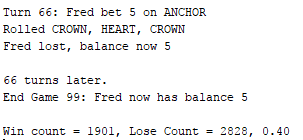 Turn 66: Fred bet 5 on ANCHOR
Rolled CROWN, HEART, CROWN
Fred lost, balance now 5
66 turns later.
End Game 99: Fred now has balance 5
Win count = 1901, Lose Count = 2828, 0.40